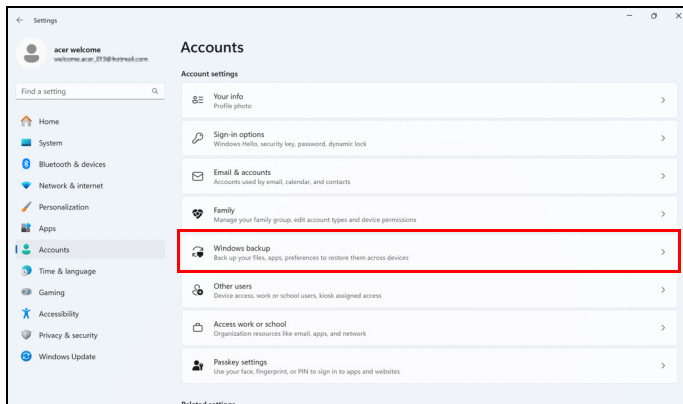 Settings
acer welcome
Accounts
Account settings
Find a setting
Home
System
Bluetooth & devices
Network & internet
Personalization
Apps
Accounts
Time & language
Gaming
Accessibility
Privacy & security
Windows Update
Your info
Profile photo
Sign-in options
Windows Hello, security key, password, dynamic lock
Email & accounts
Accounts used by email, calendar, and contacts
Family
Manage your family group, edit account types and device permissions
Windows backup
Back up your files, apps, preferences to restore them across devices
Other users
Device access, work or school users, kiosk assigned access
Access work or school
Organization resources like email, apps, and network
Passkey settings
Use your face, fingerprint, or PIN to sign in to apps and websites
Related settings